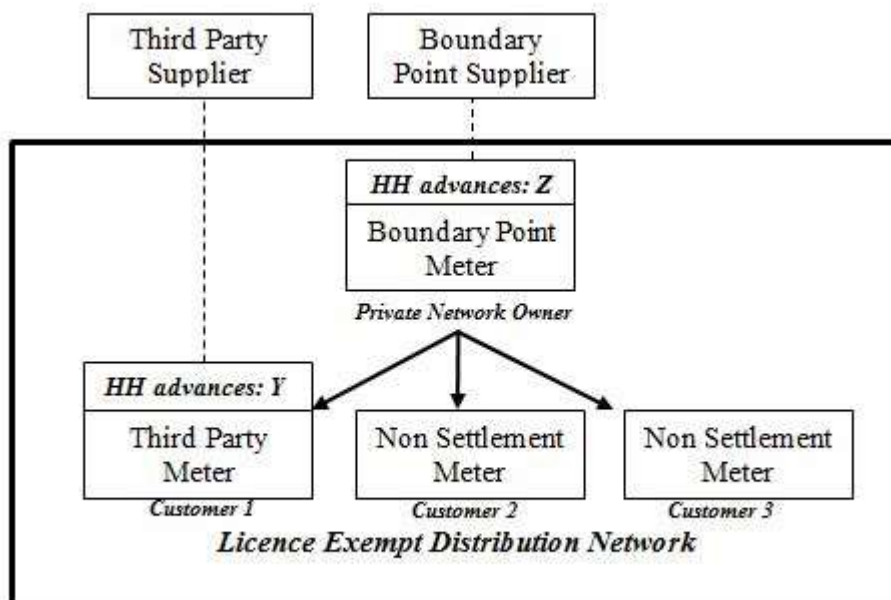 Third Party
Supplier
Boundary
Point Supplier
HH advances: Z
Boundary Point
Meter
Private Network Owner
HH advances: Y
Third Party
Meter
Customer 1
Non Settlement
Meter
Customer 2
Non Settlement
Meter
Customer 3
Licence Exempt Distribution Network